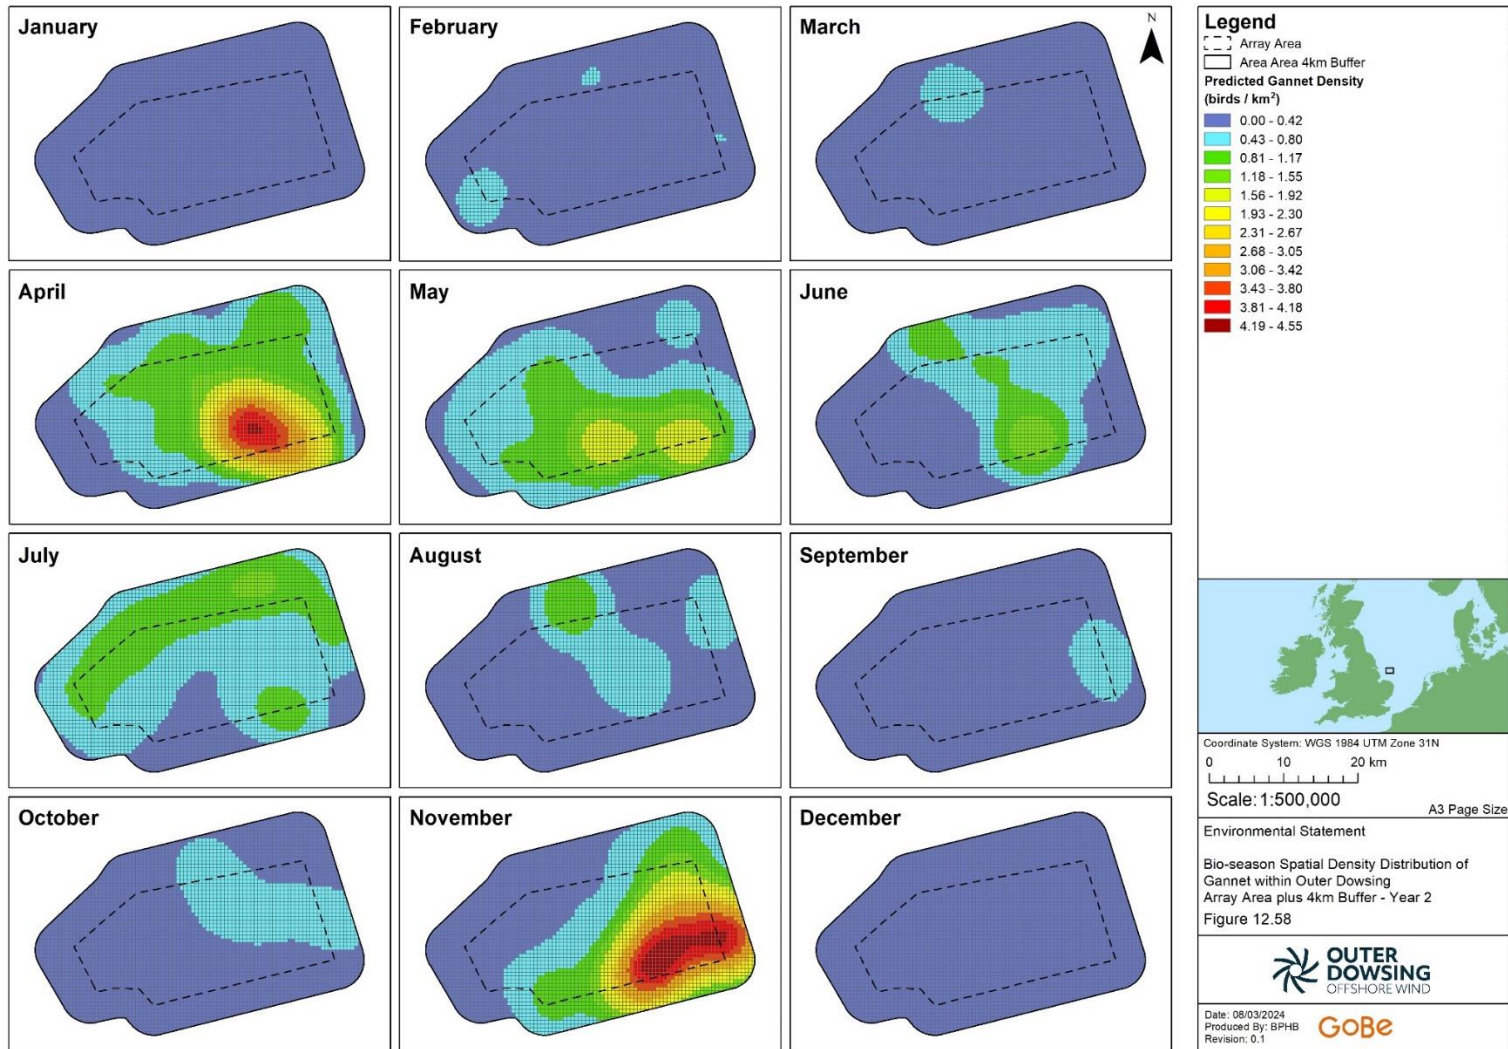 January
February
March
N
April
May
June
July
August
September
October
November
December
Legend
Array Area
Area Area 4km Buffer
Predicted Gannet Density
(birds / km²)
0.00 - 0.42
0.43 - 0.80
0.81 - 1.17
1.18 - 1.55
1.56 - 1.92
1.93 - 2.30
2.31 - 2.67
2.68 - 3.05
3.06 - 3.42
3.43 - 3.80
3.81 - 4.18
4.19 - 4.55
Coordinate System: WGS 1984 UTM Zone 31N
0 10 20 km
Scale: 1:500,000
A3 Page Size
Environmental Statement
Bio-season Spatial Density Distribution of
Gannet within Outer Dowsing
Array Area plus 4km Buffer - Year 2
Figure 12.58
OUTER
DOWSING
OFFSHORE WIND
Date: 08/03/2024
Produced By: BPHB
Revision: 0.1
GoBe